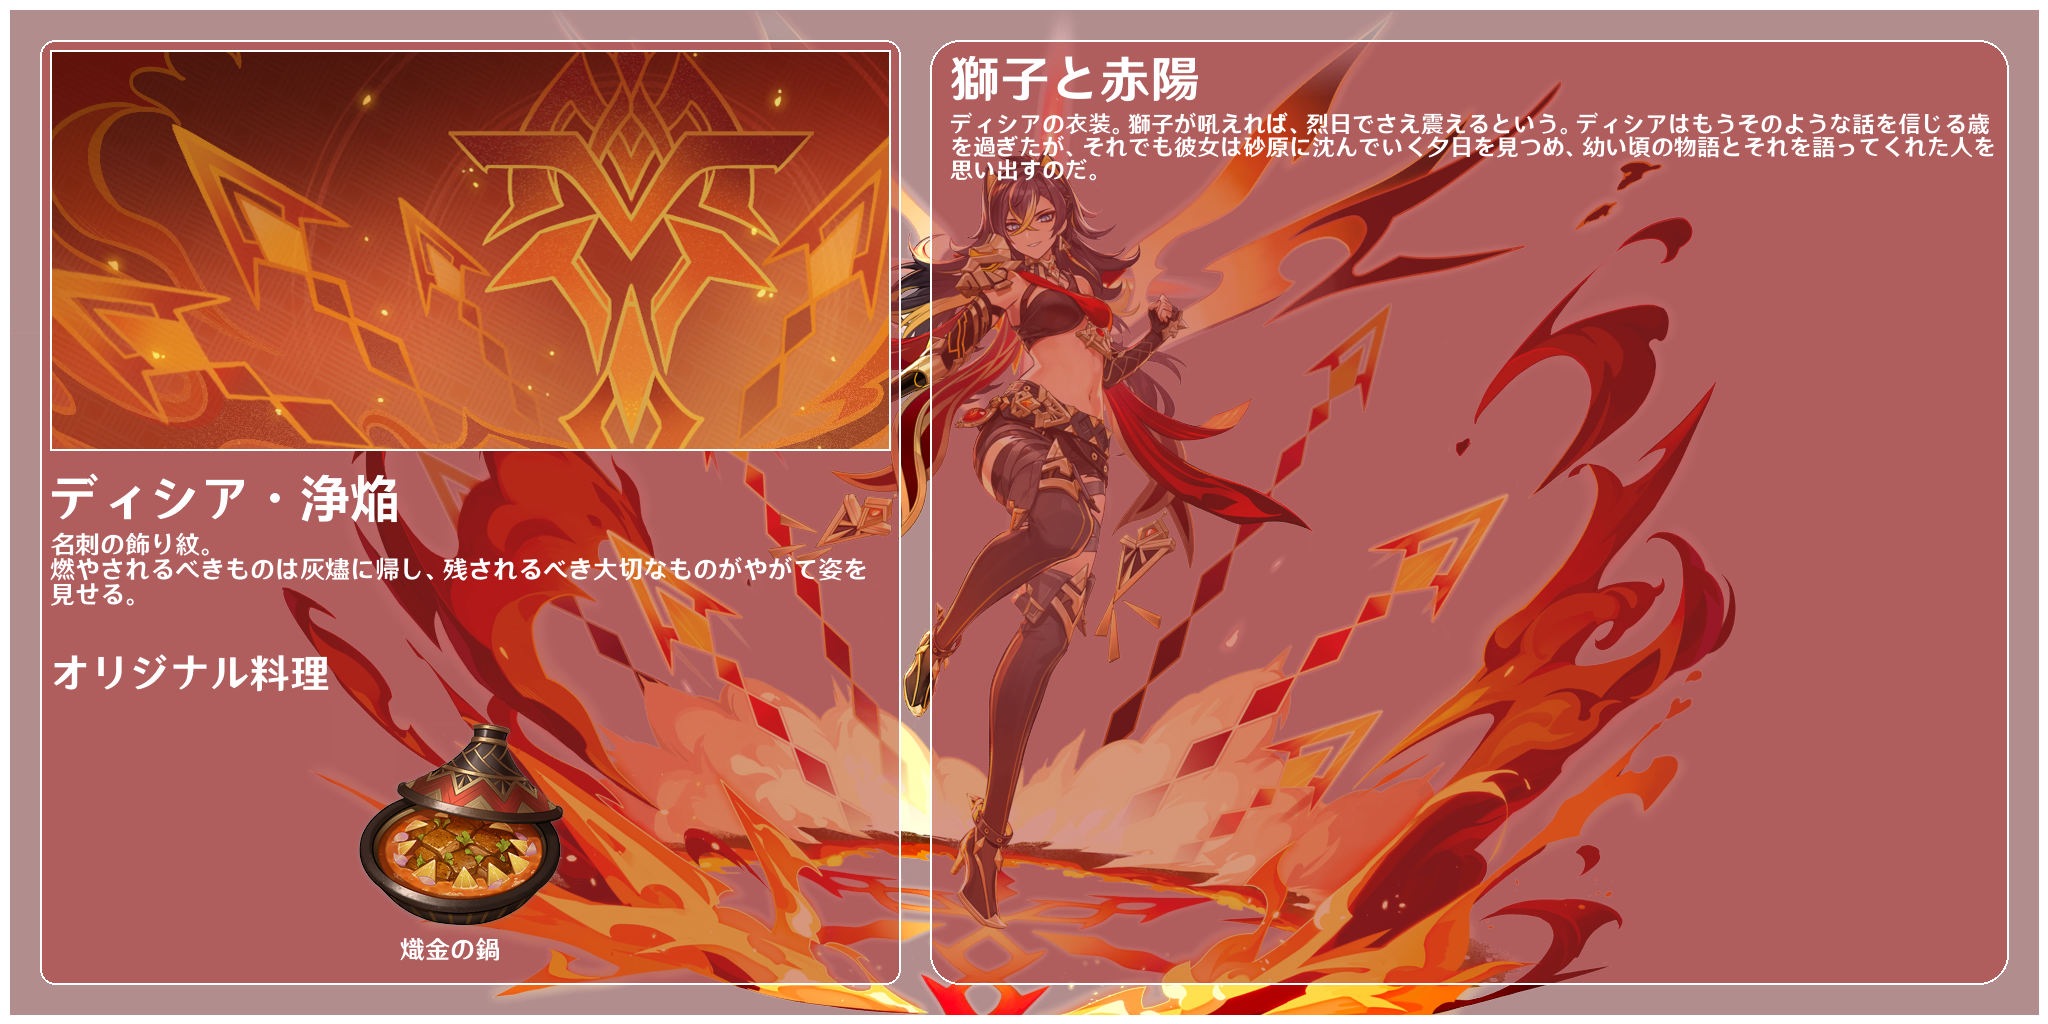 ディシア・浄焔
名刺の飾り紋。
燃やされるべきものは灰燼に帰し、残されるべき大切なものがやがて姿を
見せる。
オリジナル料理
熾金の鍋
獅子と赤陽
ディシアの衣装。獅子が吼えれば、烈日でさえ震えるという。ディシアはもうそのような話を信じる歳
を過ぎたが、それでも彼女は砂原に沈んでいく夕日を見つめ、幼い頃の物語とそれを語ってくれた人を
思い出すのだ。